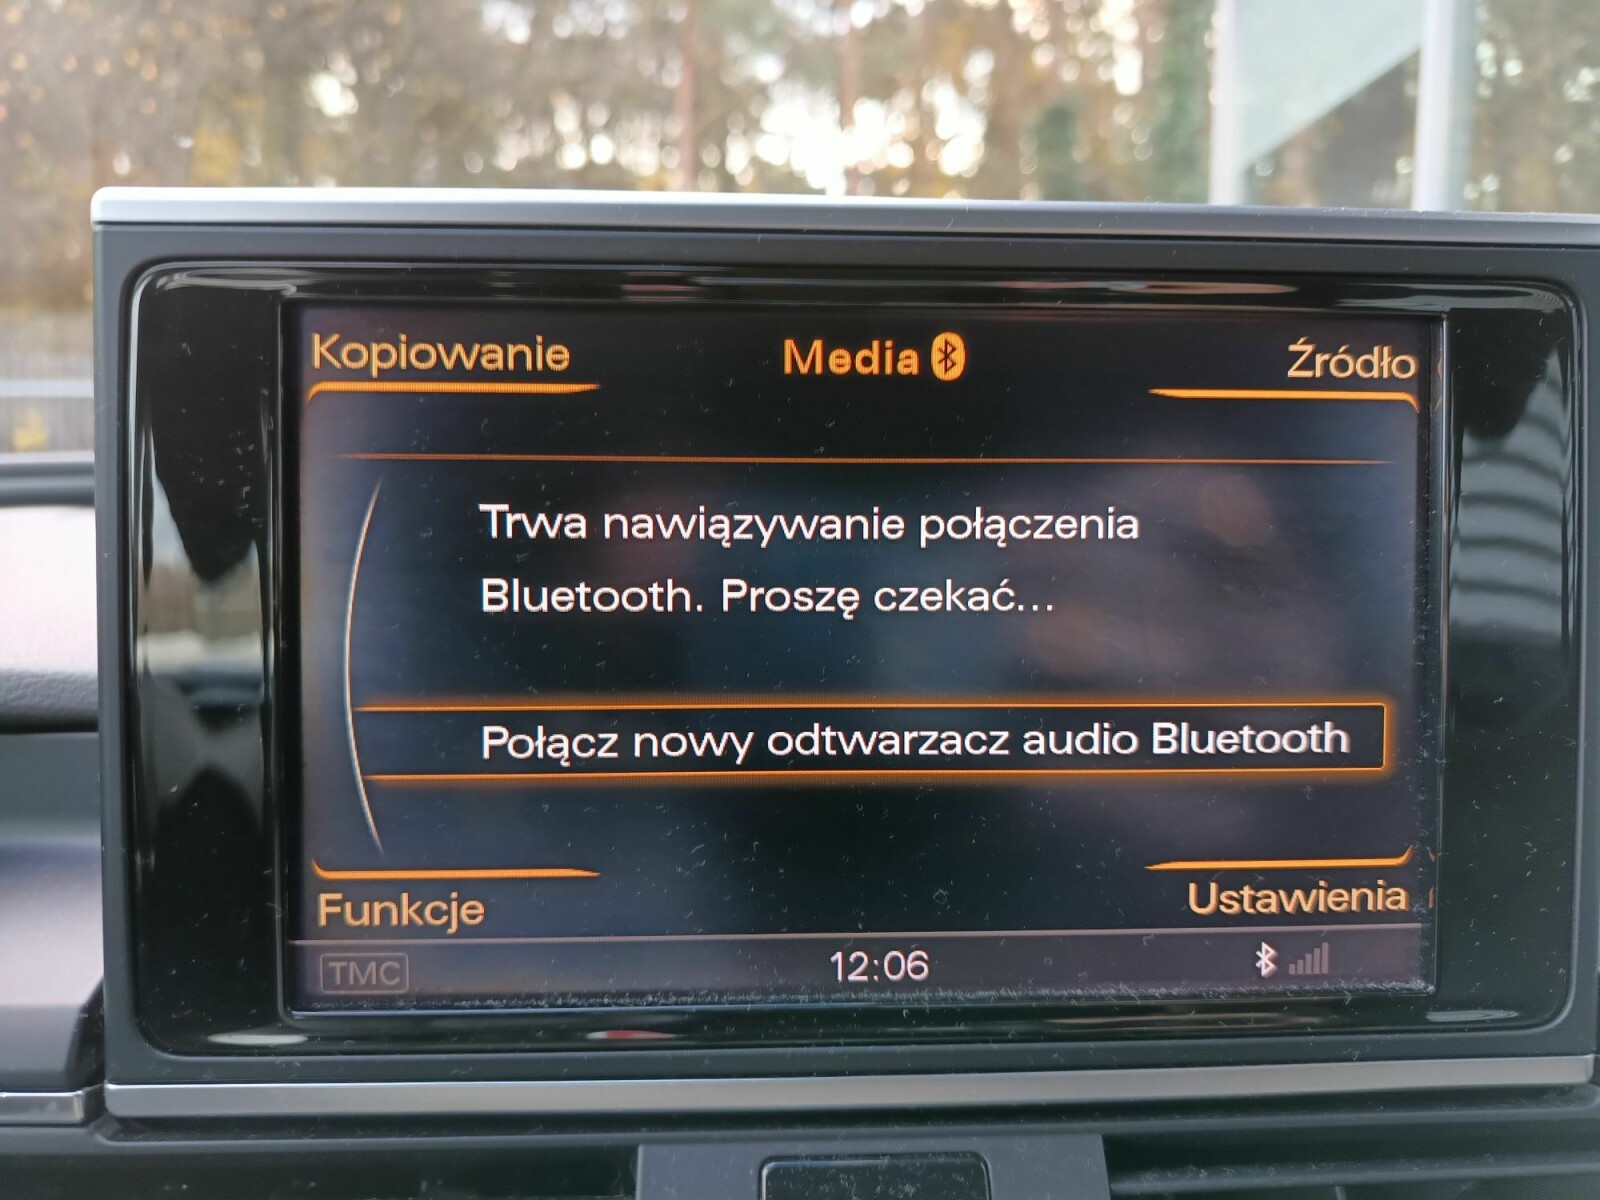 Kopiowanie
Media
Źródło
Trwa nawiązywanie połączenia
Bluetooth. Proszę czekać...
Połącz nowy odtwarzacz audio Bluetooth
Funkcje
Ustawienia
TMC
12:06